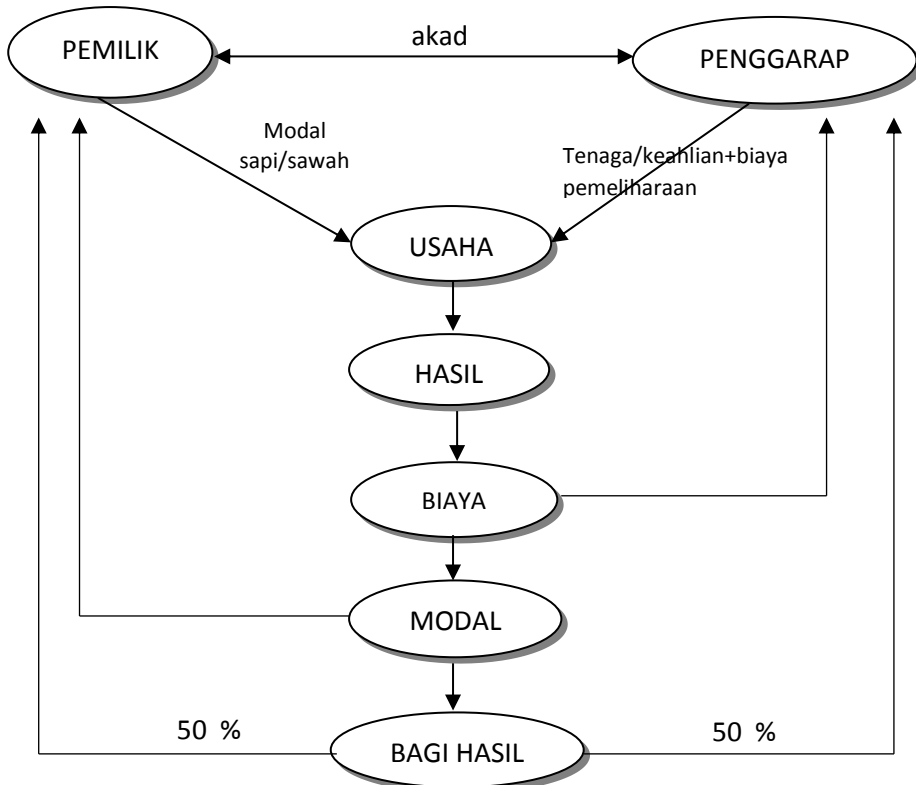 PEMILIK
akad
PENGGARAP
Modal
sapi/sawah
Tenaga/keahlian+biaya
pemeliharaan
USAHA
HASIL
BIAYA
MODAL
50 %
BAGI HASIL
50 %